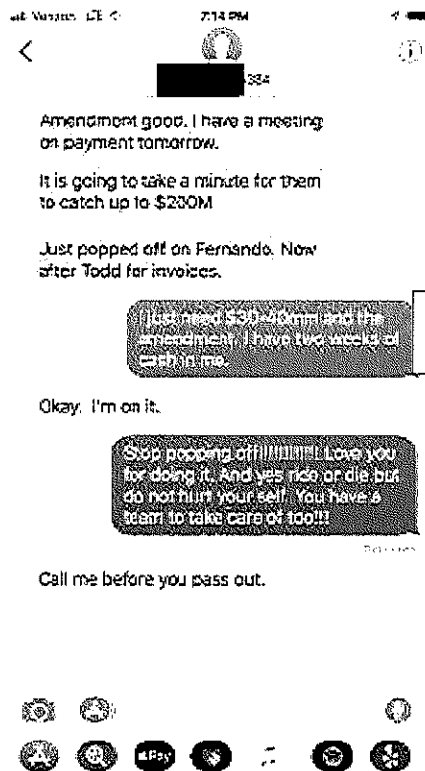 Verizon LTE
7:14 PM
384
Amendment good. I have a meeting
on payment tomorrow.
It is going to take a minute for them
to catch up to $200M
Just popped off on Fernando. Now
after Todd for invoices.
I just need $30-40mm and the
amendment. I have two weeks of
cash in me.
Okay. I'm on it.
Stop popping off!!!!!!!!!! Love you
for doing it. And yes ride or die but
do not hurt your self. You have a
team to take care of too!!!
Call me before you pass out.
Pay